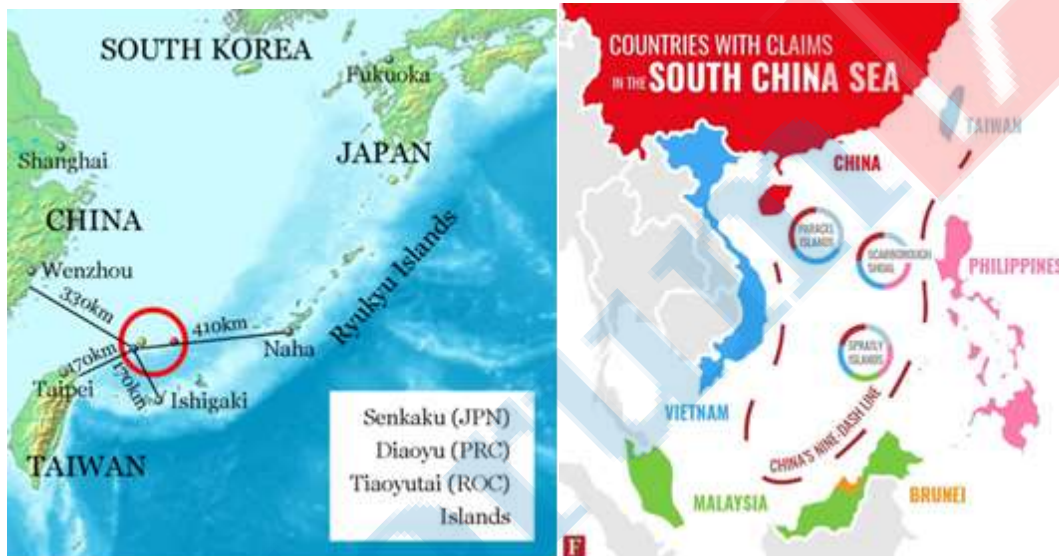 SOUTH KOREA
Fukuoka
Shanghai
JAPAN
CHINA
Wenzhou
Ryukyu Islands
330km
410km
Naha
170km
170km
Taipei
Ishigaki
TAIWAN
Senkaku (JPN)
Diaoyu (PRC)
Tiaoyutai (ROC)
Islands
COUNTRIES WITH CLAIMS
IN THE SOUTH CHINA SEA
TAIWAN
CHINA
PARACEL
ISLANDS
SCARBOROUGH
SHOAL
PHILIPPINES
SPRATLY
ISLANDS
VIETNAM
CHINA'S NINE-DASH LINE
MALAYSIA
BRUNEI
F